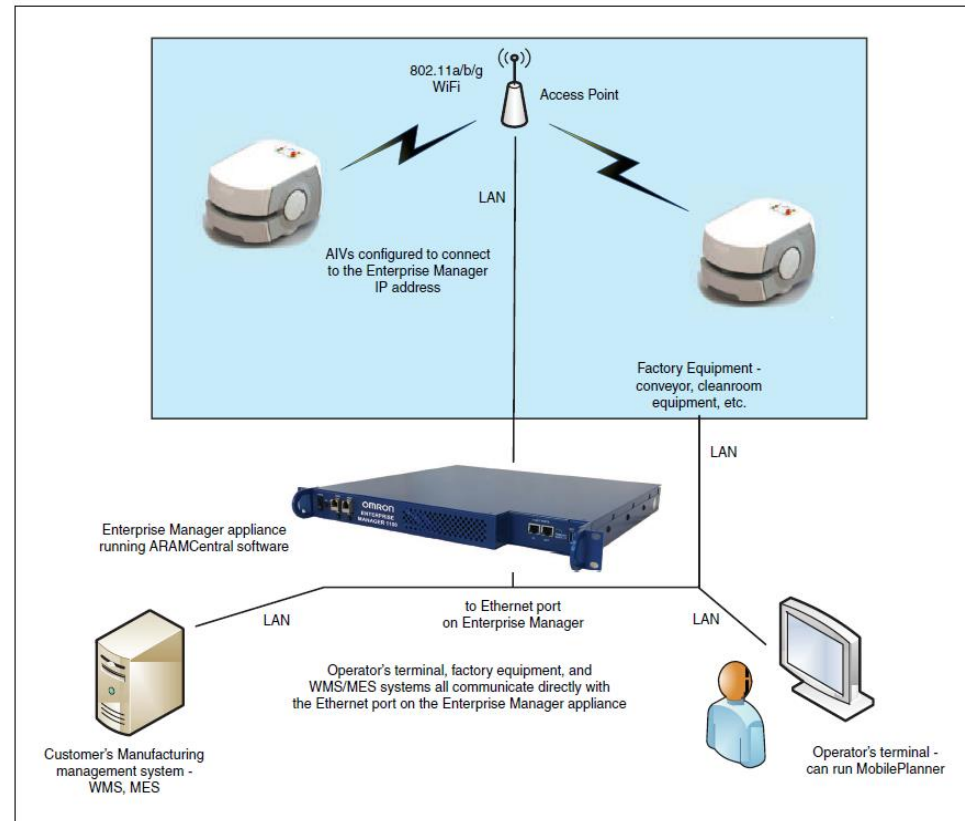 802.11a/b/g
WiFi
Access Point
LAN
AIVs configured to connect
to the Enterprise Manager
IP address
Factory Equipment -
conveyor, cleanroom
equipment, etc.
LAN
OMRON
ENTERPRISE
MANAGER 1100
Enterprise Manager appliance
running ARAMCentral software
LAN
to Ethernet port
on Enterprise Manager
LAN
Operator's terminal, factory equipment, and
WMS/MES systems all communicate directly with
the Ethernet port on the Enterprise Manager appliance
Customer's Manufacturing
management system -
WMS, MES
Operator's terminal -
can run MobilePlanner